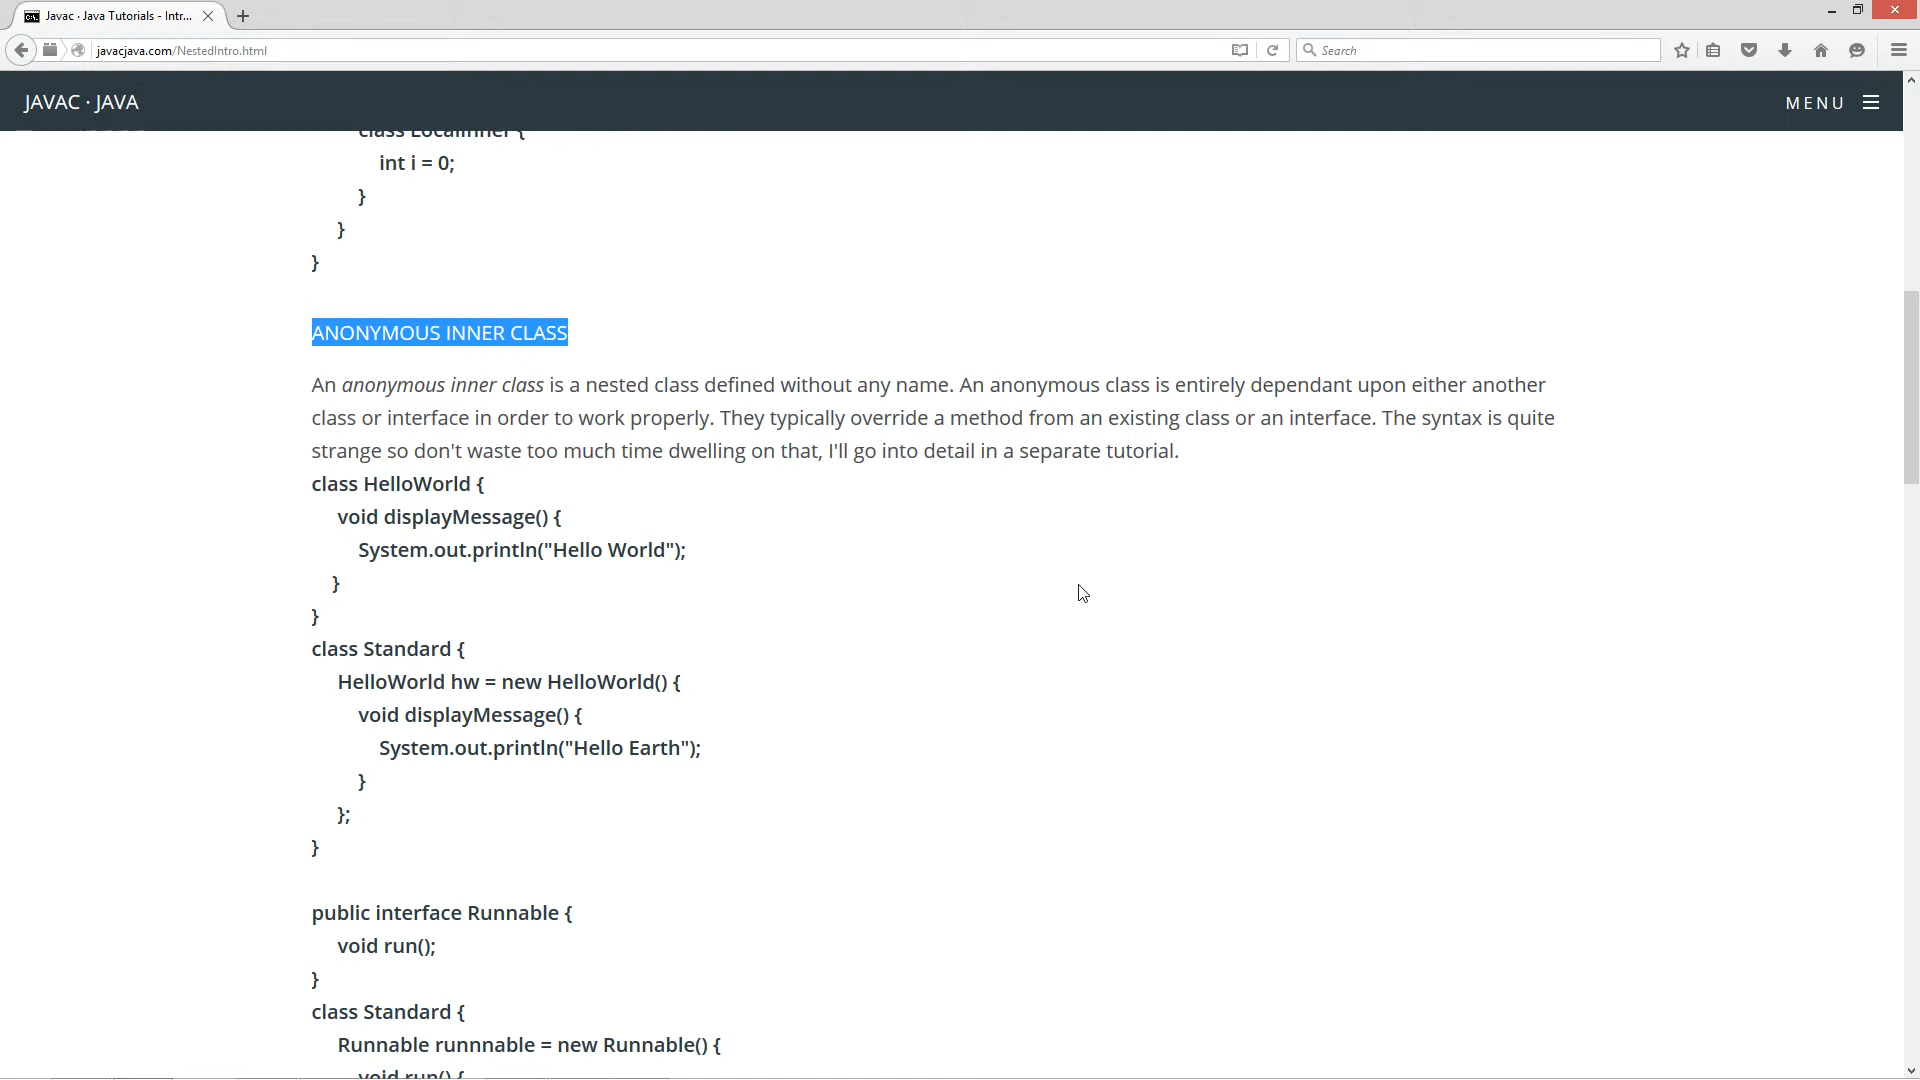 Javac · Java Tutorials - Intr...
javacjava.com/NestedIntro.html
Search
JAVAC · JAVA
MENU
class LocalInner {
int i = 0;
}
}
}
ANONYMOUS INNER CLASS
An anonymous inner class is a nested class defined without any name. An anonymous class is entirely dependant upon either another
class or interface in order to work properly. They typically override a method from an existing class or an interface. The syntax is quite
strange so don't waste too much time dwelling on that, I'll go into detail in a separate tutorial.
class HelloWorld {
void displayMessage() {
System.out.println("Hello World");
}
}
class Standard {
HelloWorld hw = new HelloWorld() {
void displayMessage() {
System.out.println("Hello Earth");
}
};
}
public interface Runnable {
void run();
}
class Standard {
Runnable runnnable = new Runnable() {
void run() {